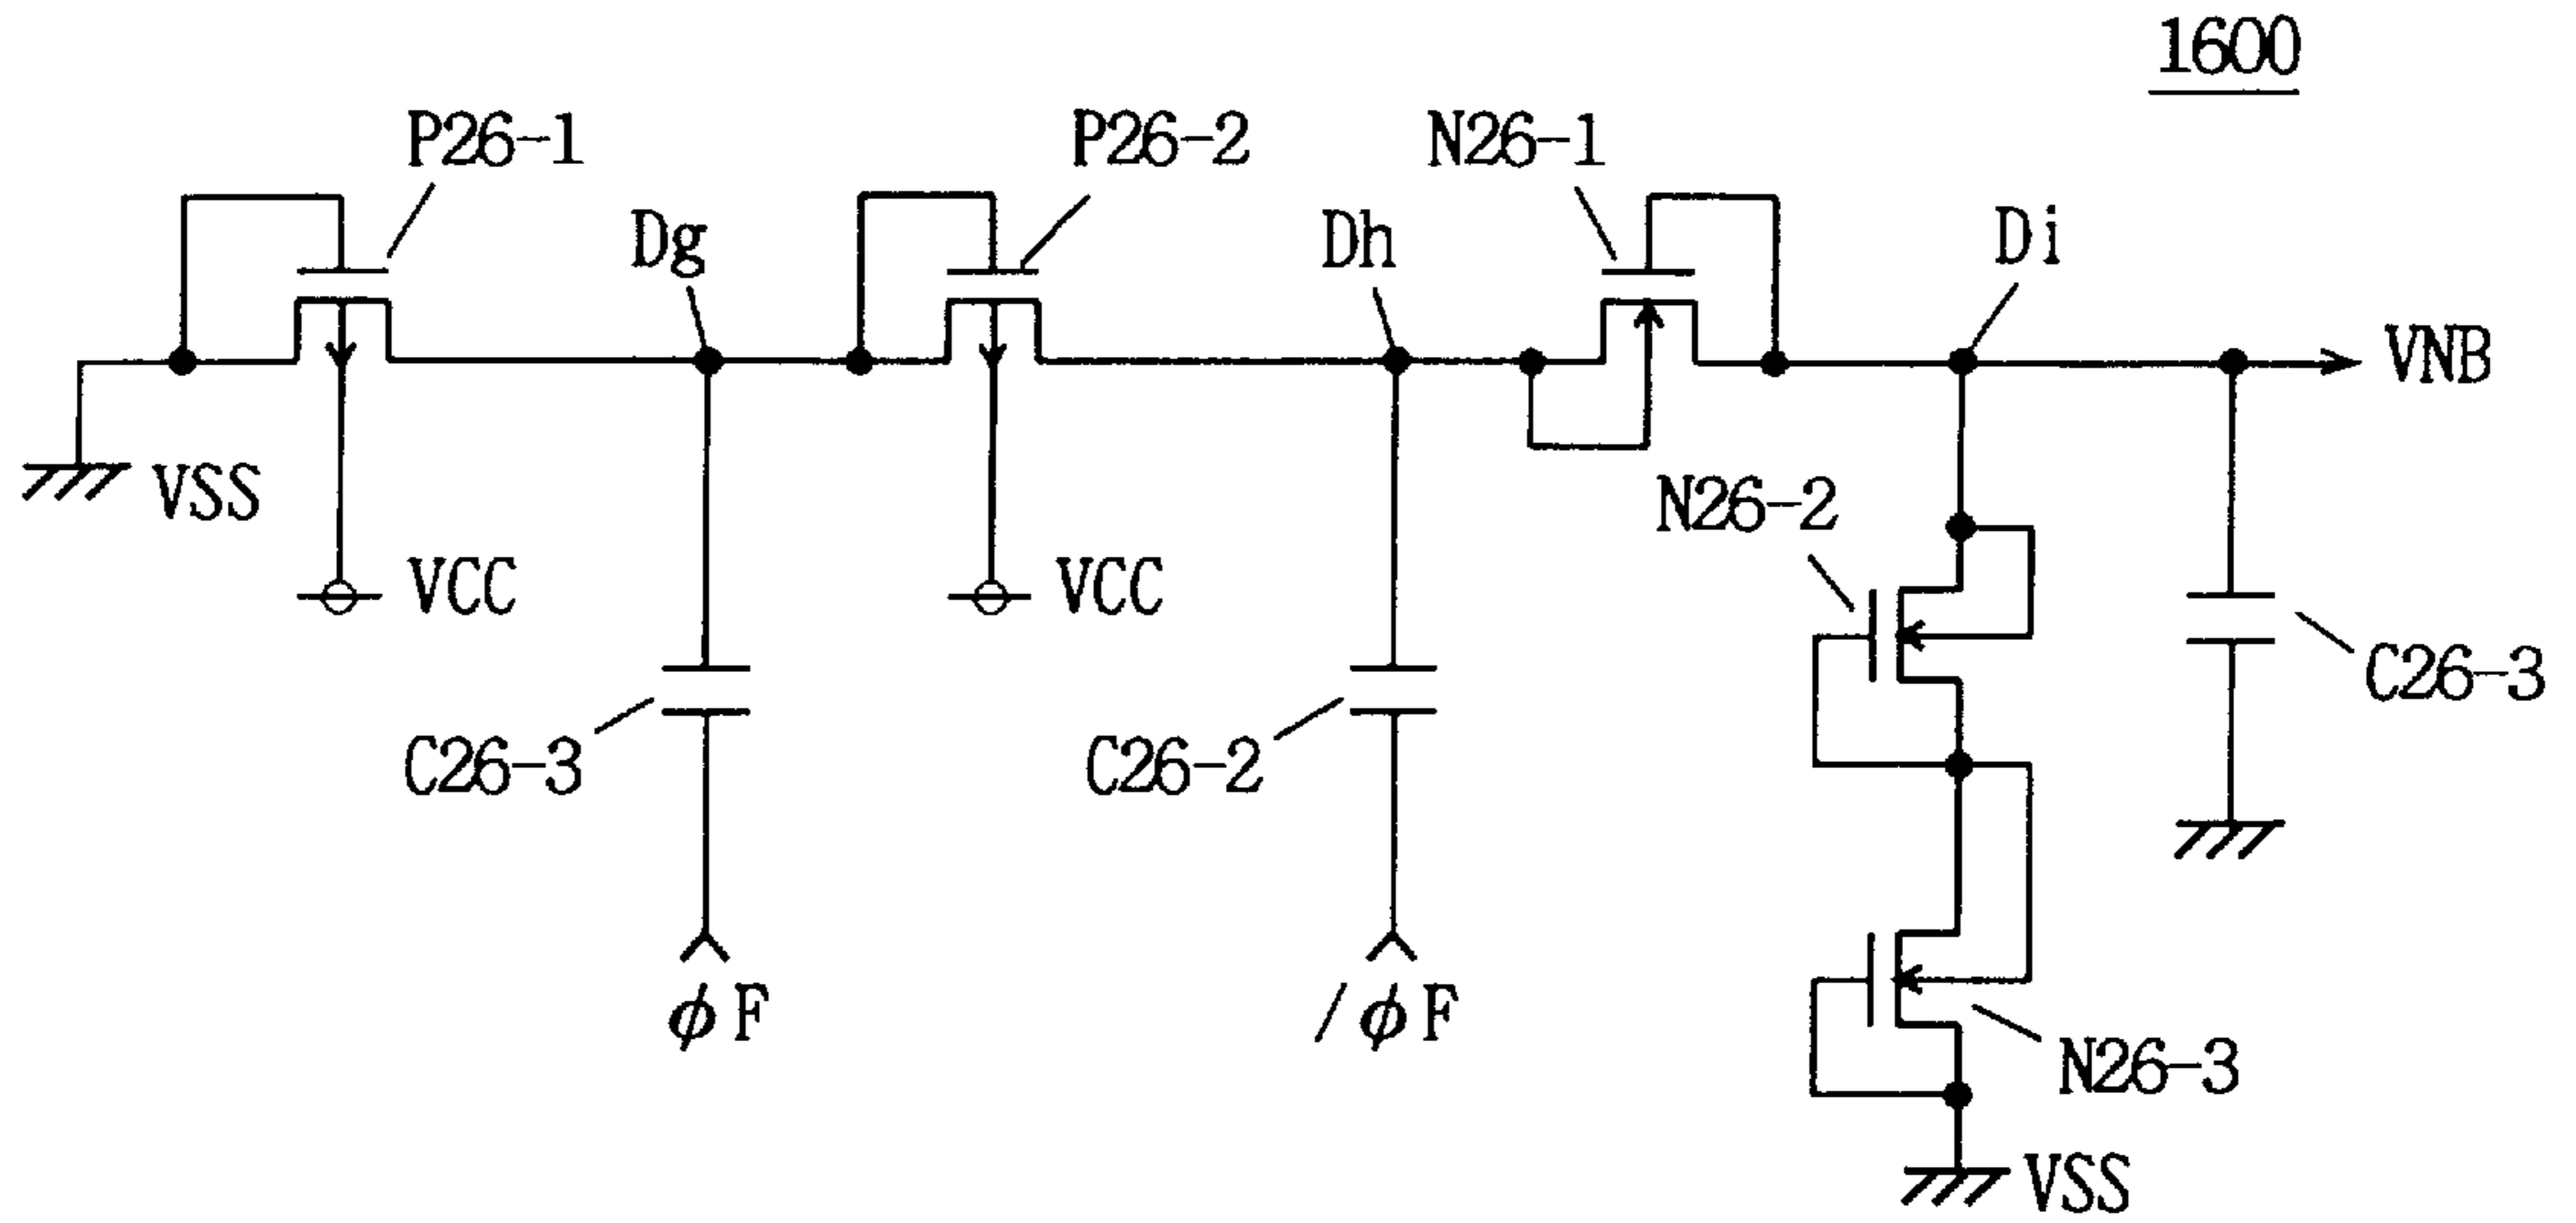 1600
P26-1
P26-2
N26-1
Dg
Dh
Di
VNB
VSS
VCC
VCC
N26-2
C26-3
C26-2
C26-3
φF
/φF
N26-3
VSS